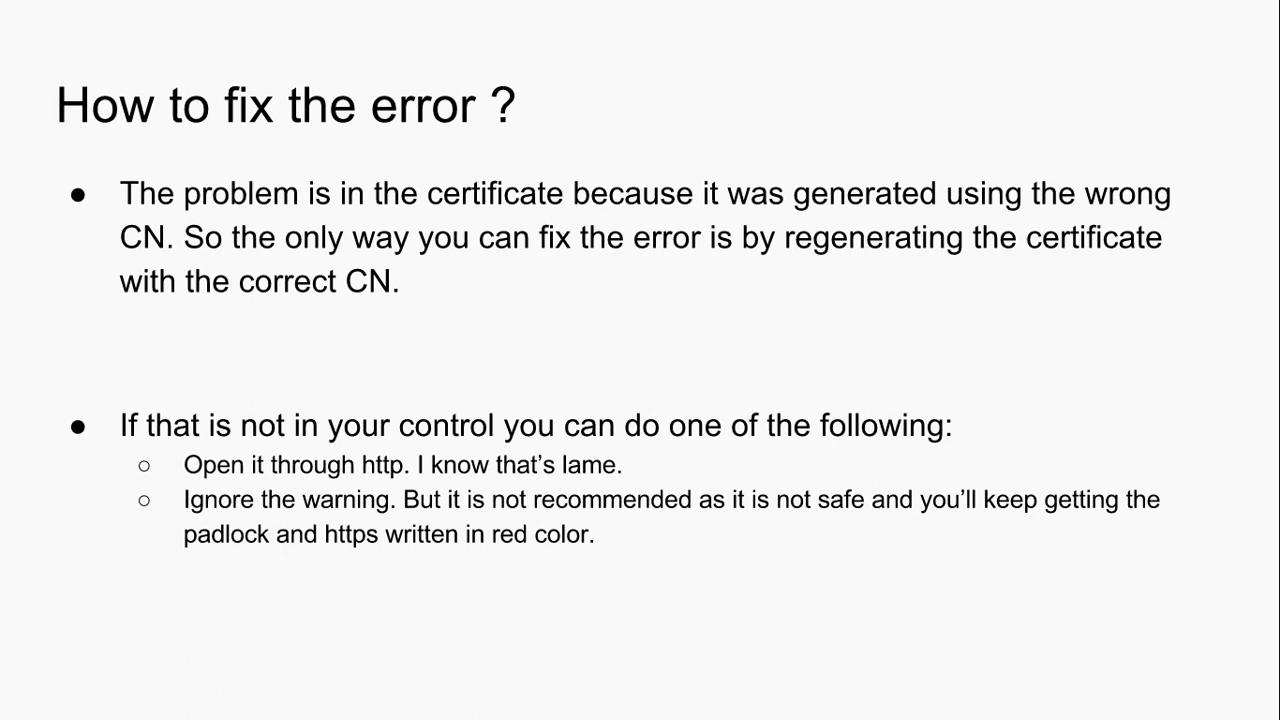 How to fix the error ?
● The problem is in the certificate because it was generated using the wrong
CN. So the only way you can fix the error is by regenerating the certificate
with the correct CN.
● If that is not in your control you can do one of the following:
○ Open it through http. I know that’s lame.
○ Ignore the warning. But it is not recommended as it is not safe and you’ll keep getting the
padlock and https written in red color.